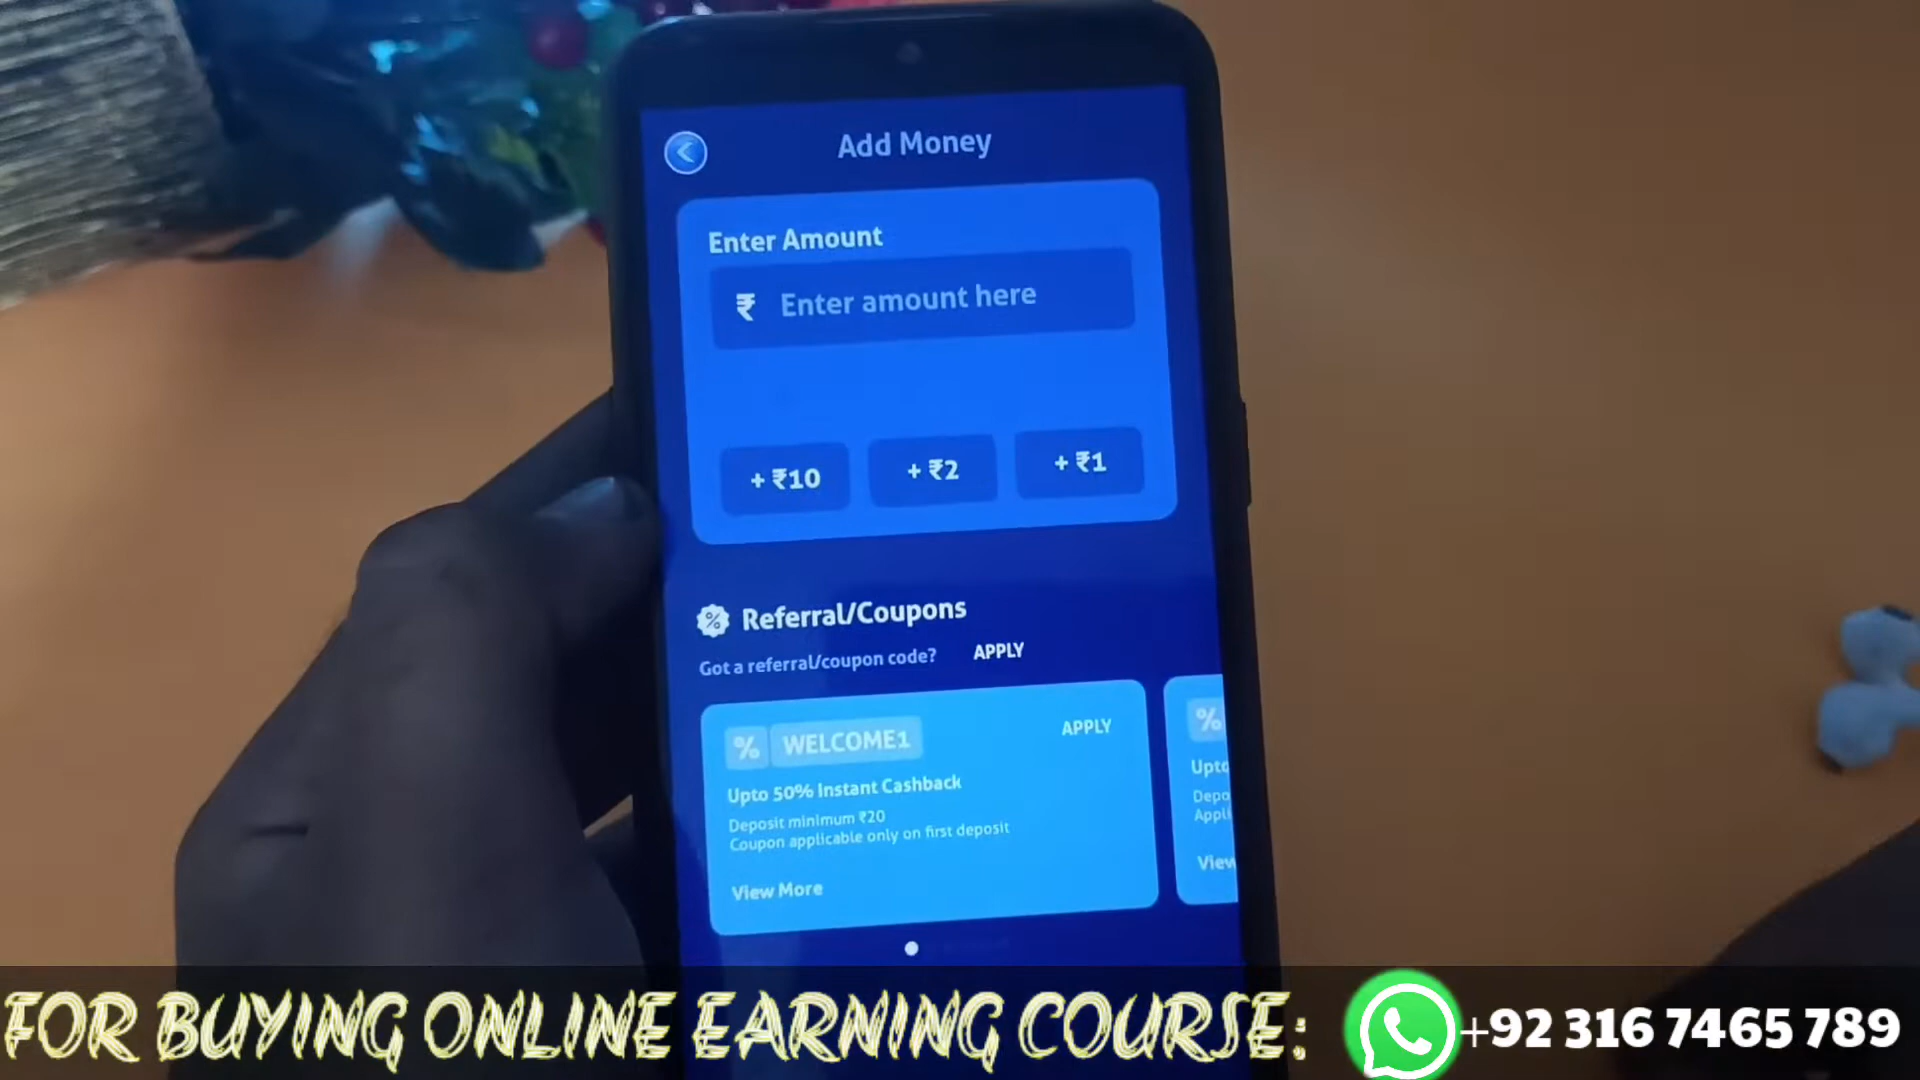 Add Money
Enter Amount
₹ Enter amount here
+ ₹10 + ₹2 + ₹1
% Referral/Coupons
Got a referral/coupon code? APPLY
% WELCOME1 APPLY
Upto 50% Instant Cashback
Deposit minimum ₹20
Coupon applicable only on first deposit
View More
%
Upto
View
FOR BUYING ONLINE EARNING COURSE:
+92 316 7465 789